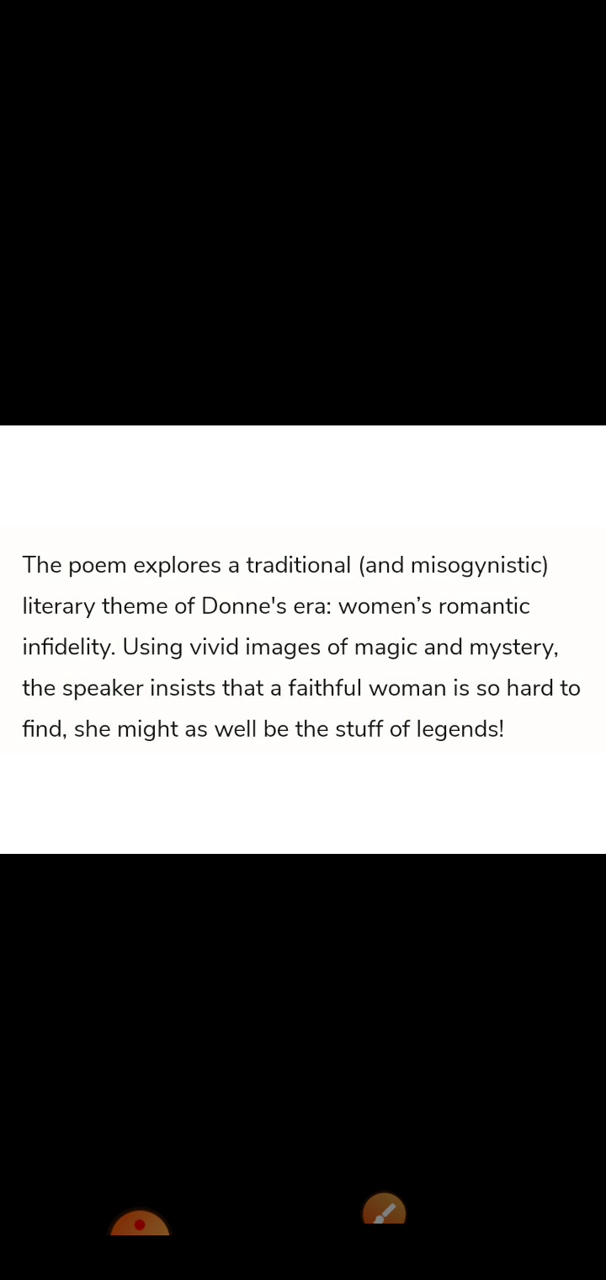 The poem explores a traditional (and misogynistic)
literary theme of Donne's era: women’s romantic
infidelity. Using vivid images of magic and mystery,
the speaker insists that a faithful woman is so hard to
find, she might as well be the stuff of legends!